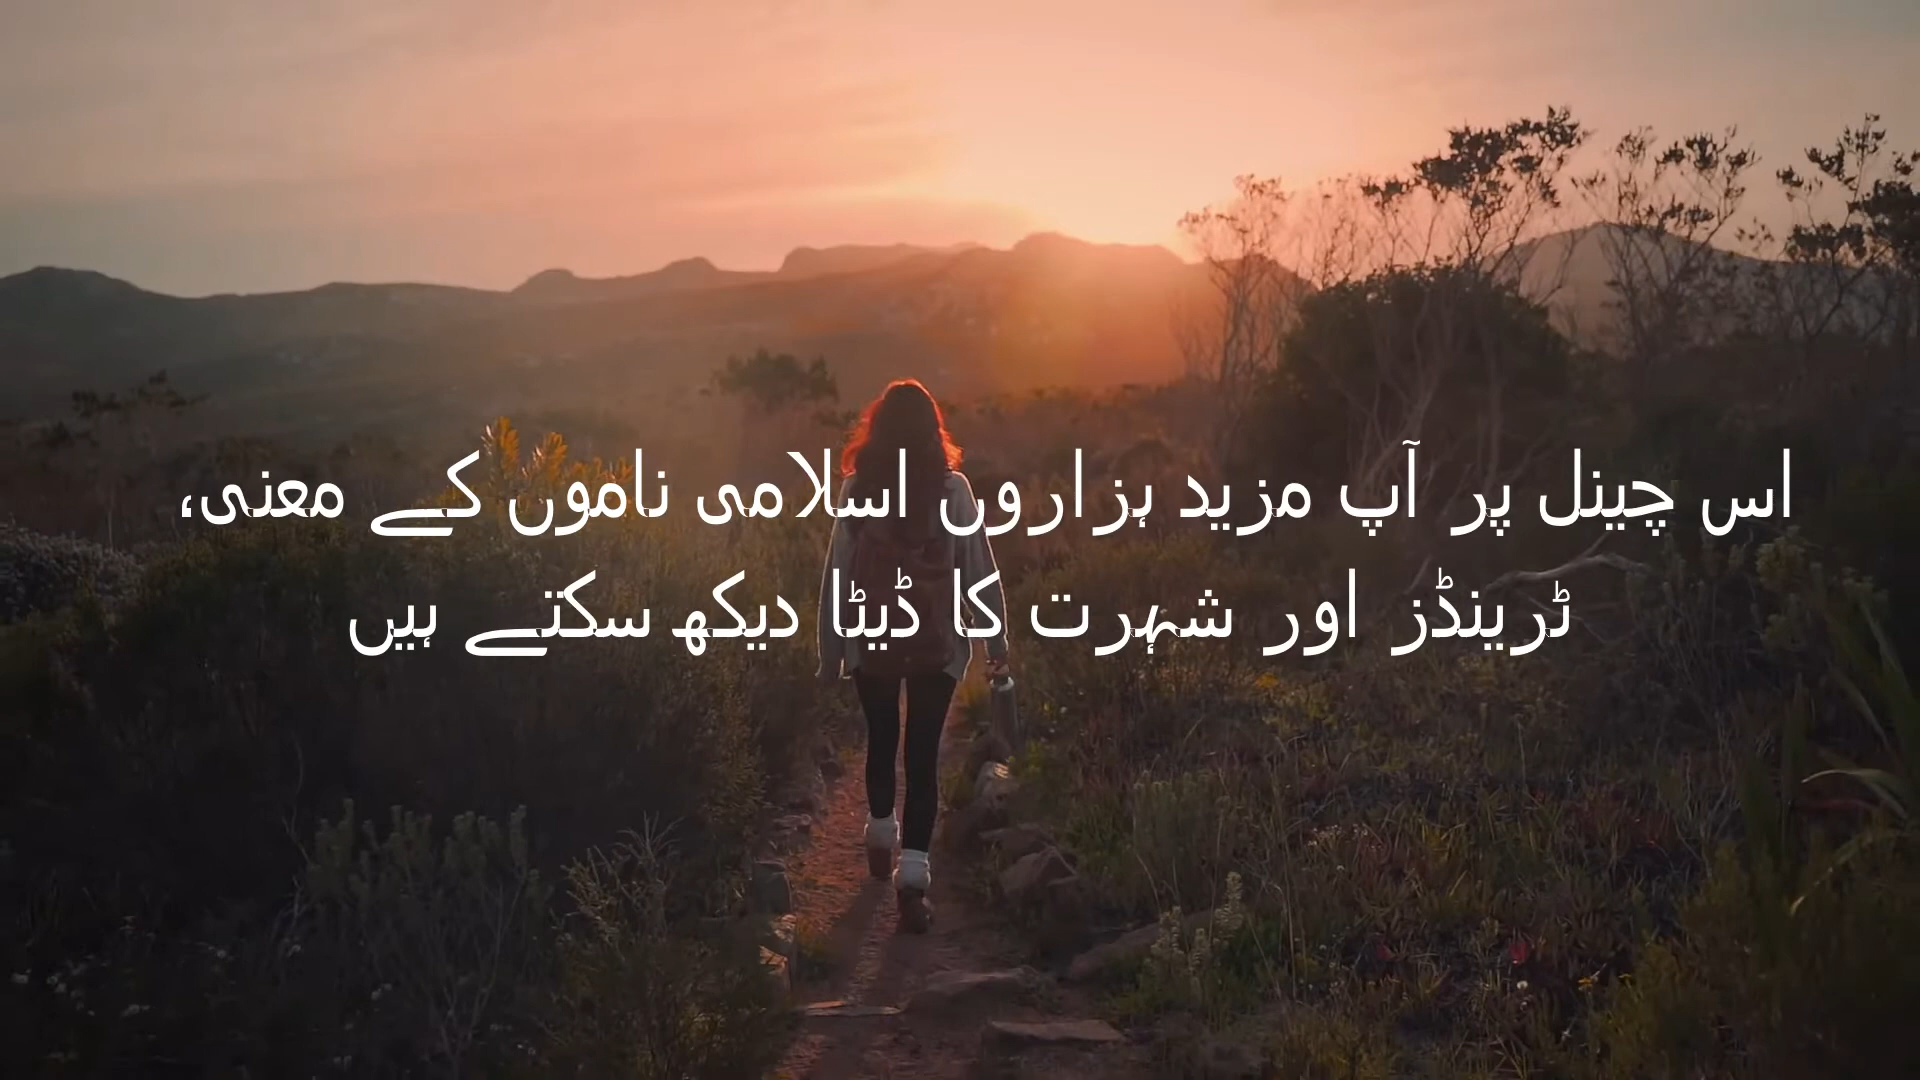 اس چینل پر آپ مزید ہزاروں اسلامی ناموں کے معنی،
ٹرینڈز اور شہرت کا ڈیٹا دیکھ سکتے ہیں